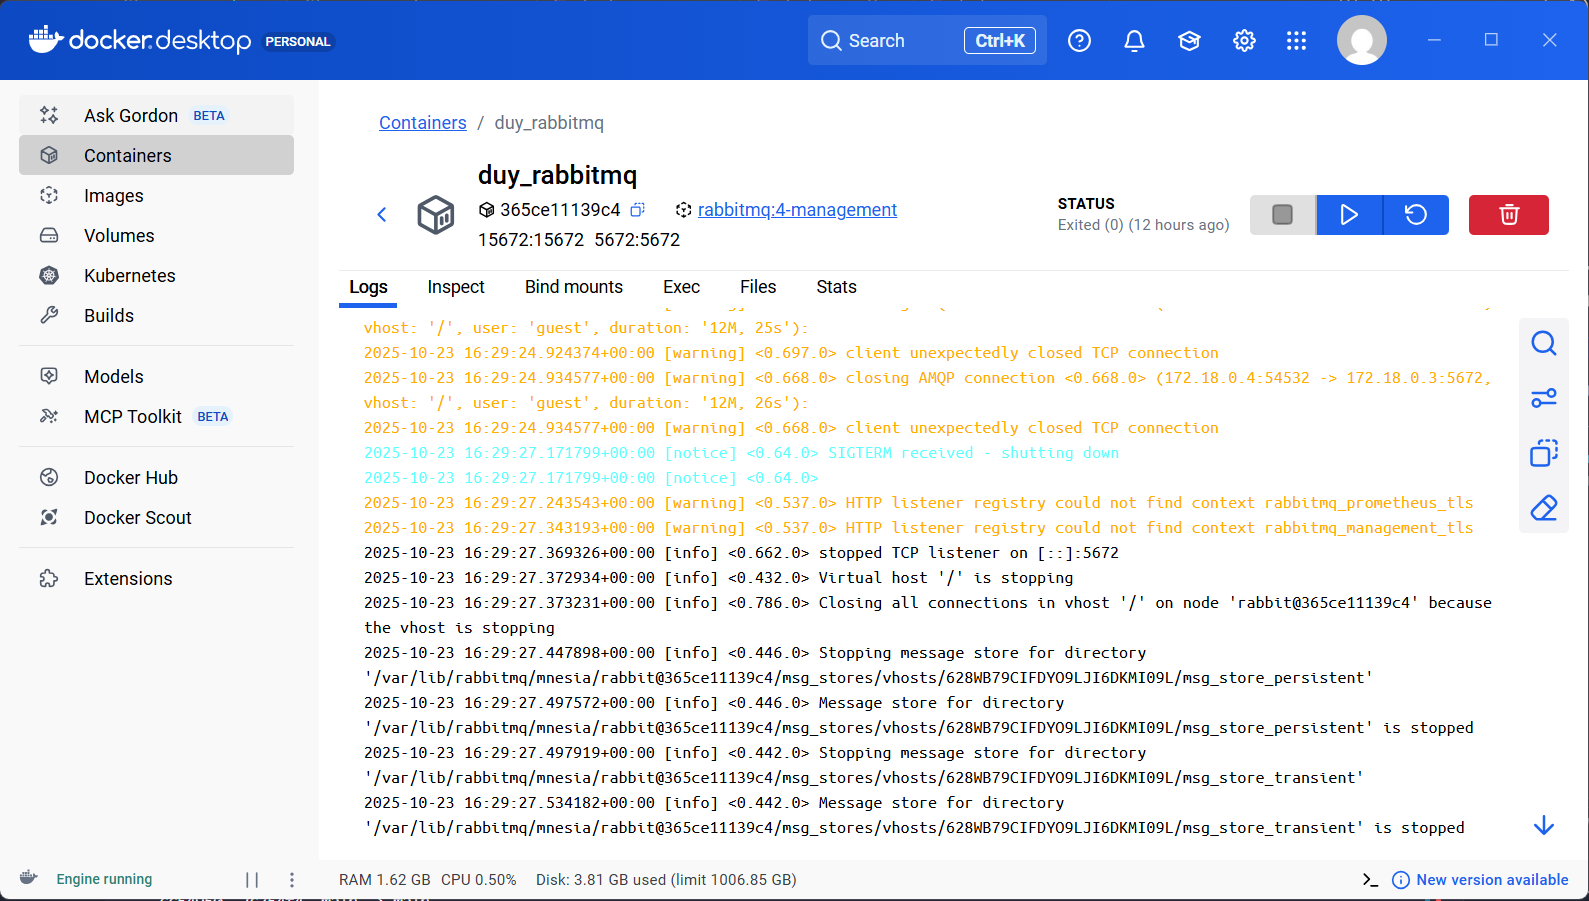 docker.desktop PERSONAL
Search Ctrl+K
Ask Gordon BETA
Containers
Images
Volumes
Kubernetes
Builds
Models
MCP Toolkit BETA
Docker Hub
Docker Scout
Extensions
Containers / duy_rabbitmq
duy_rabbitmq
365ce11139c4 rabbitmq:4-management
15672:15672 5672:5672
STATUS
Exited (0) (12 hours ago)
Logs Inspect Bind mounts Exec Files Stats
vhost: '/', user: 'guest', duration: '12M, 25s'):
2025-10-23 16:29:24.924374+00:00 [warning] <0.697.0> client unexpectedly closed TCP connection
2025-10-23 16:29:24.934577+00:00 [warning] <0.668.0> closing AMQP connection <0.668.0> (172.18.0.4:54532 -> 172.18.0.3:5672,
vhost: '/', user: 'guest', duration: '12M, 26s'):
2025-10-23 16:29:24.934577+00:00 [warning] <0.668.0> client unexpectedly closed TCP connection
2025-10-23 16:29:27.171799+00:00 [notice] <0.64.0> SIGTERM received - shutting down
2025-10-23 16:29:27.171799+00:00 [notice] <0.64.0>
2025-10-23 16:29:27.243543+00:00 [warning] <0.537.0> HTTP listener registry could not find context rabbitmq_prometheus_tls
2025-10-23 16:29:27.343193+00:00 [warning] <0.537.0> HTTP listener registry could not find context rabbitmq_management_tls
2025-10-23 16:29:27.369326+00:00 [info] <0.662.0> stopped TCP listener on [::]:5672
2025-10-23 16:29:27.372934+00:00 [info] <0.432.0> Virtual host '/' is stopping
2025-10-23 16:29:27.373231+00:00 [info] <0.786.0> Closing all connections in vhost '/' on node 'rabbit@365ce11139c4' because
the vhost is stopping
2025-10-23 16:29:27.447898+00:00 [info] <0.446.0> Stopping message store for directory
'/var/lib/rabbitmq/mnesia/rabbit@365ce11139c4/msg_stores/vhosts/628WB79CIFDYO9LJI6DKMI09L/msg_store_persistent'
2025-10-23 16:29:27.497572+00:00 [info] <0.446.0> Message store for directory
'/var/lib/rabbitmq/mnesia/rabbit@365ce11139c4/msg_stores/vhosts/628WB79CIFDYO9LJI6DKMI09L/msg_store_persistent' is stopped
2025-10-23 16:29:27.497919+00:00 [info] <0.442.0> Stopping message store for directory
'/var/lib/rabbitmq/mnesia/rabbit@365ce11139c4/msg_stores/vhosts/628WB79CIFDYO9LJI6DKMI09L/msg_store_transient'
2025-10-23 16:29:27.534182+00:00 [info] <0.442.0> Message store for directory
'/var/lib/rabbitmq/mnesia/rabbit@365ce11139c4/msg_stores/vhosts/628WB79CIFDYO9LJI6DKMI09L/msg_store_transient' is stopped
Engine running
RAM 1.62 GB CPU 0.50% Disk: 3.81 GB used (limit 1006.85 GB)
New version available